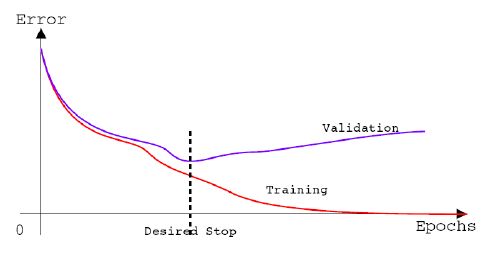 Error
Validation
Training
Epochs
0
Desired Stop